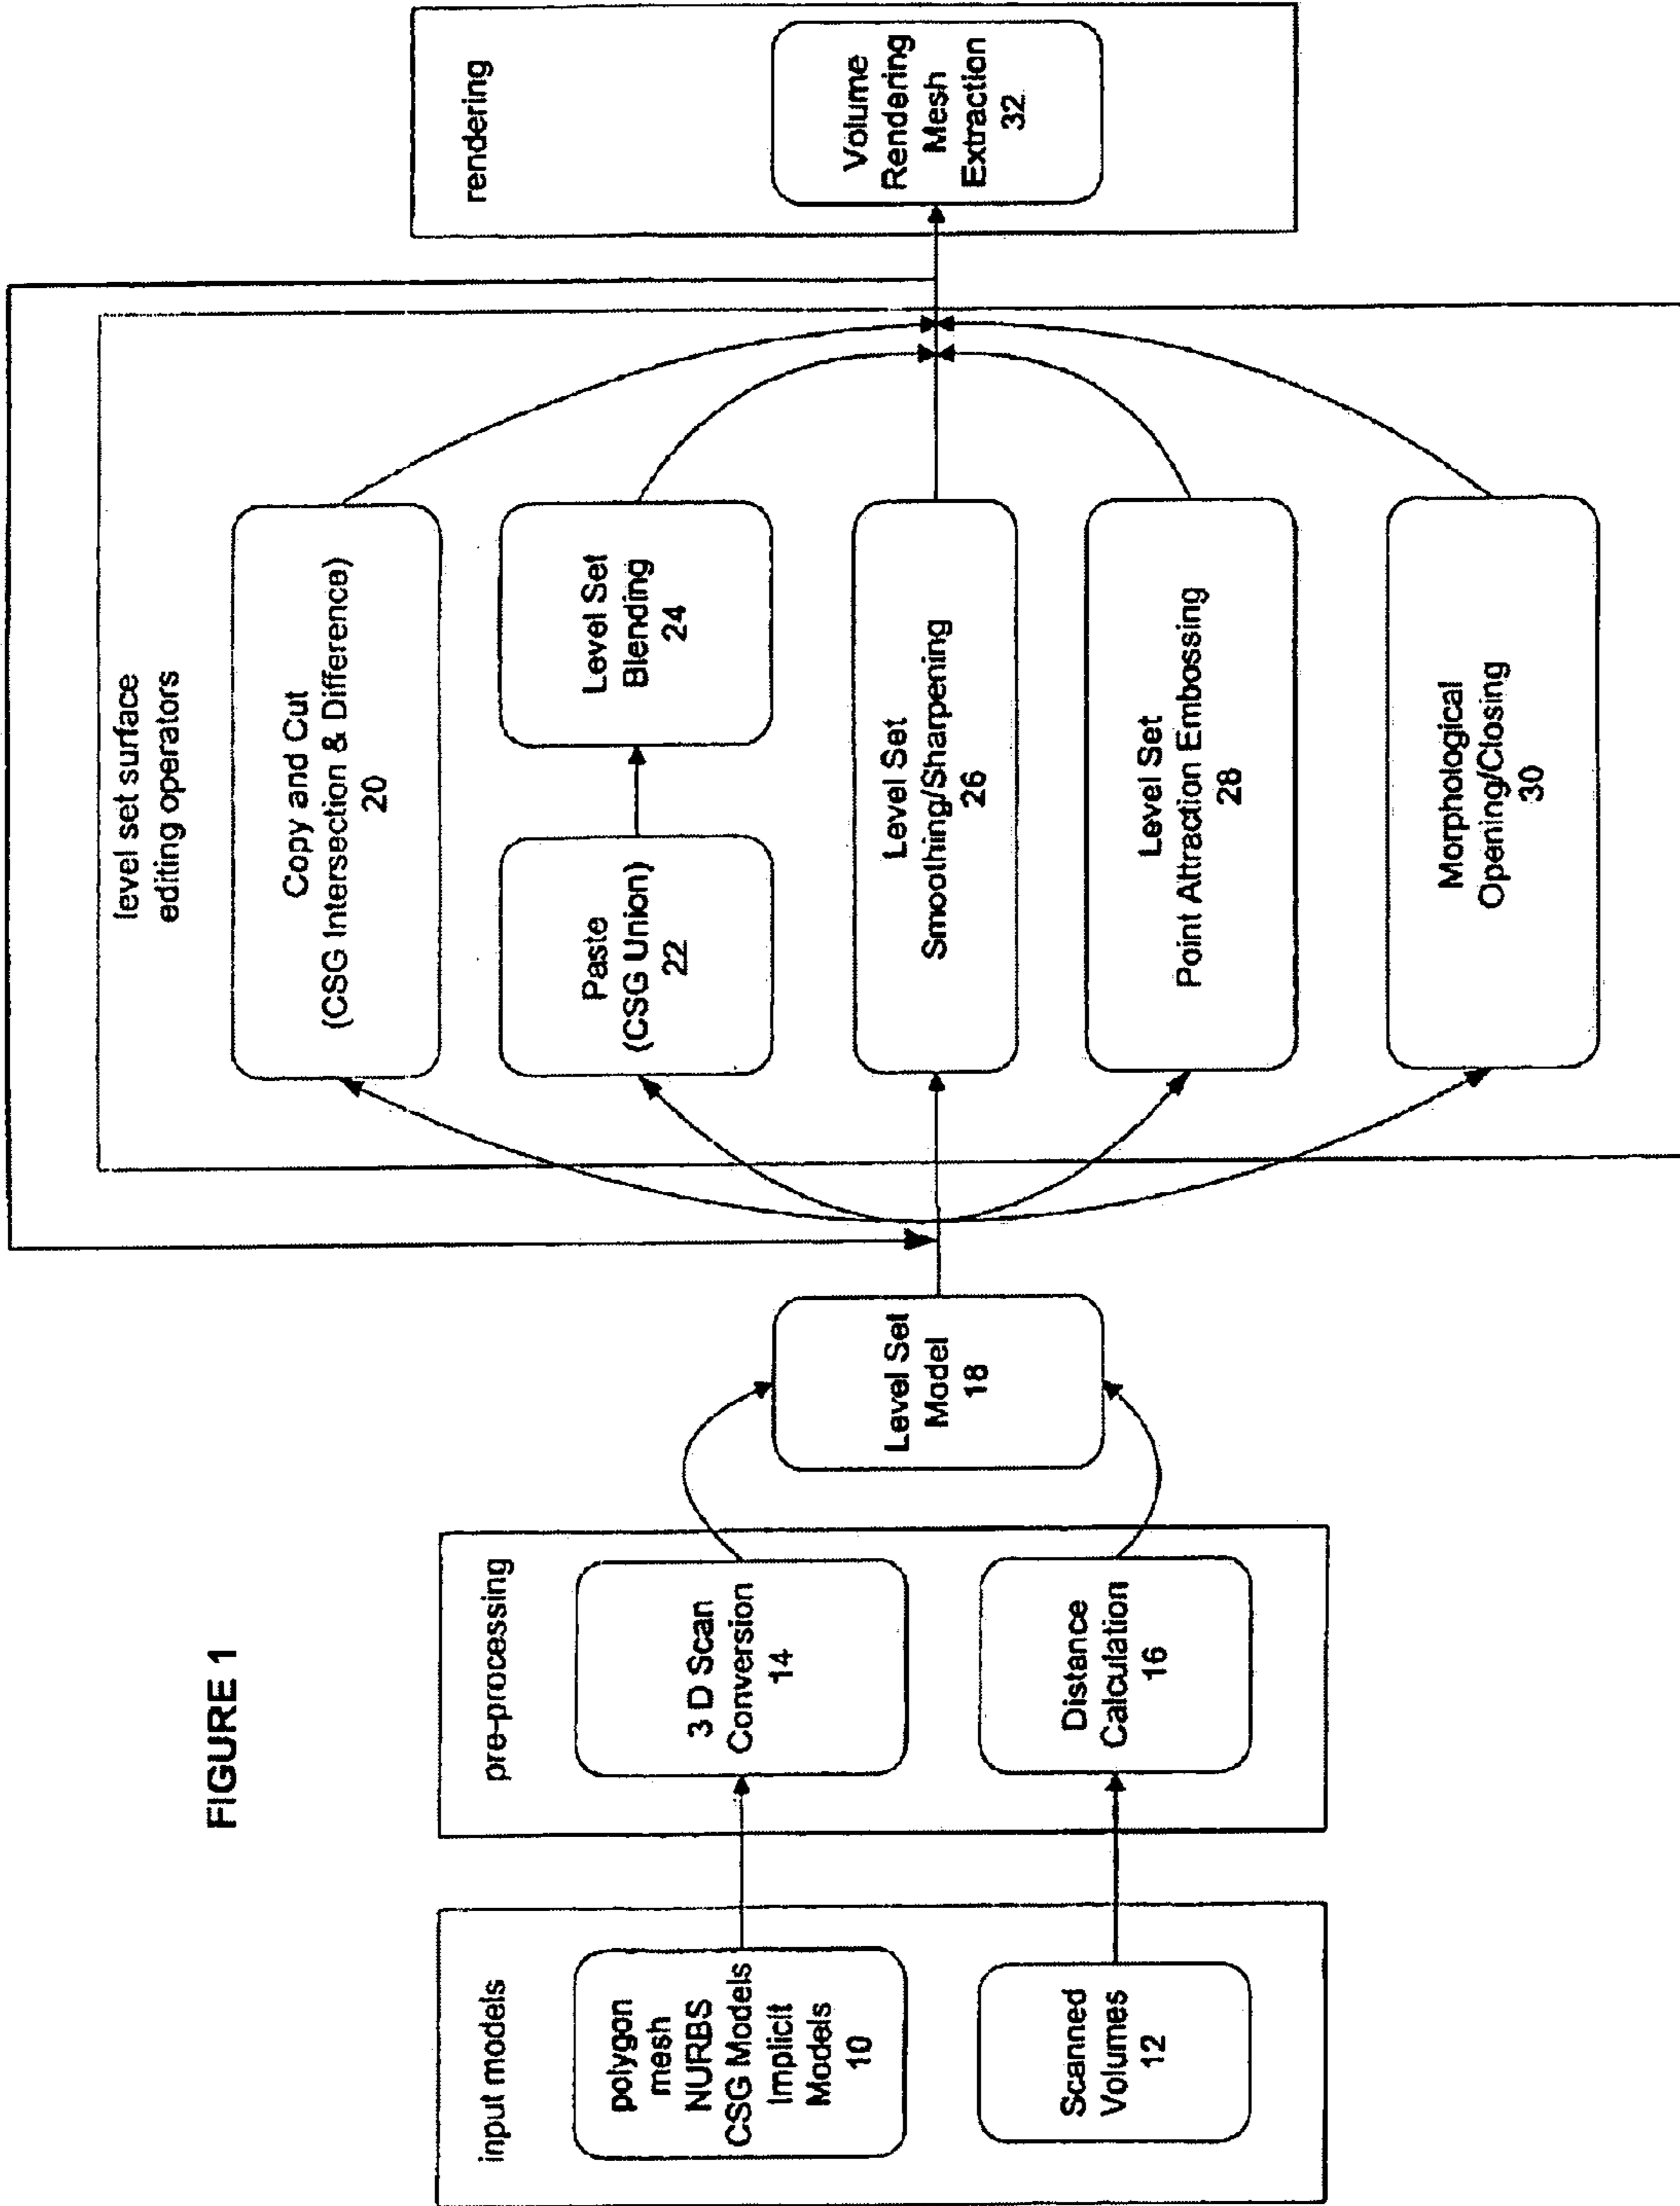 FIGURE 1
input models
polygon
mesh
NURBS
CSG Models
Implicit
Models
10
Scanned
Volumes
12
pre-processing
3 D Scan
Conversion
14
Distance
Calculation
16
Level Set
Model
18
level set surface
editing operators
Copy and Cut
(CSG Intersection & Difference)
20
Paste
(CSG Union)
22
Level Set
Blending
24
Level Set
Smoothing/Sharpening
26
Level Set
Point Attraction Embossing
28
Morphological
Opening/Closing
30
rendering
Volume
Rendering
Mesh
Extraction
32